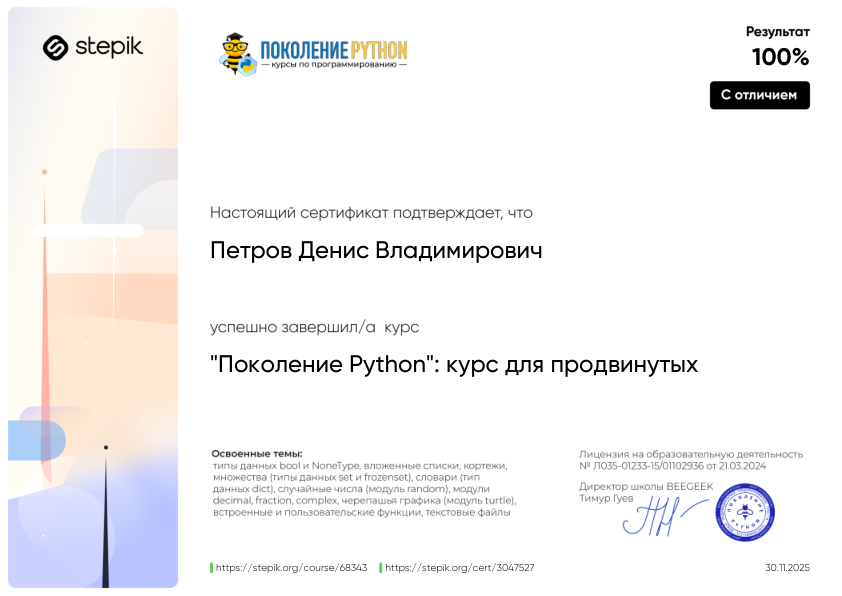 stepik
ПОКОЛЕНИЕ PYTHON
— курсы по программированию —
Результат
100%
С отличием
Настоящий сертификат подтверждает, что
Петров Денис Владимирович
успешно завершил/а  курс
"Поколение Python": курс для продвинутых
Освоенные темы:
типы данных bool и NoneType, вложенные списки, кортежи,
множества (типы данных set и frozenset), словари (тип
данных dict), случайные числа (модуль random), модули
decimal, fraction, complex, черепашья графика (модуль turtle),
встроенные и пользовательские функции, текстовые файлы
Лицензия на образовательную деятельность
№ Л035-01233-15/01102936 от 21.03.2024
Директор школы BEEGEEK
Тимур Гуев
ПОКОЛЕНИЕ
PYTHON
https://stepik.org/course/68343
https://stepik.org/cert/3047527
30.11.2025